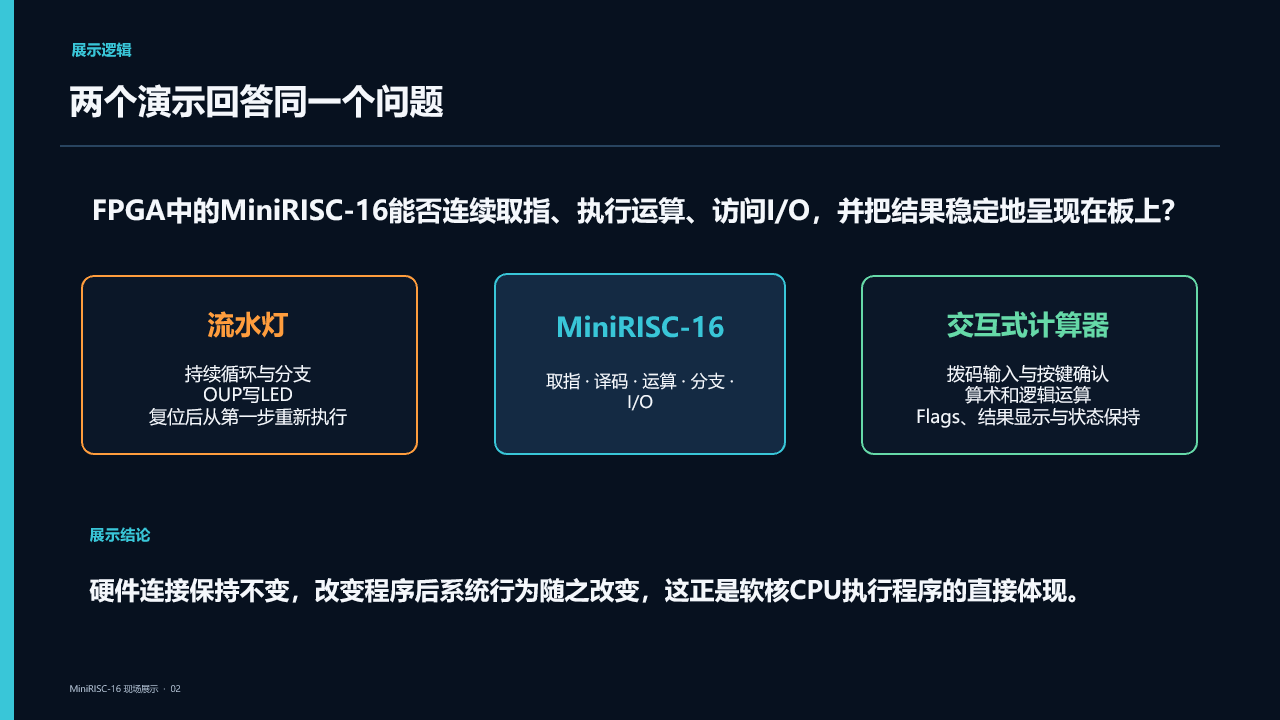 展示逻辑
两个演示回答同一个问题
FPGA中的MiniRISC-16能否连续取指、执行运算、访问I/O，并把结果稳定地呈现在板上？
流水灯
持续循环与分支
OUP写LED
复位后从第一步重新执行
MiniRISC-16
取指 · 译码 · 运算 · 分支 ·
I/O
交互式计算器
拨码输入与按键确认
算术和逻辑运算
Flags、结果显示与状态保持
展示结论
硬件连接保持不变，改变程序后系统行为随之改变，这正是软核CPU执行程序的直接体现。
MiniRISC-16 现场展示 · 02